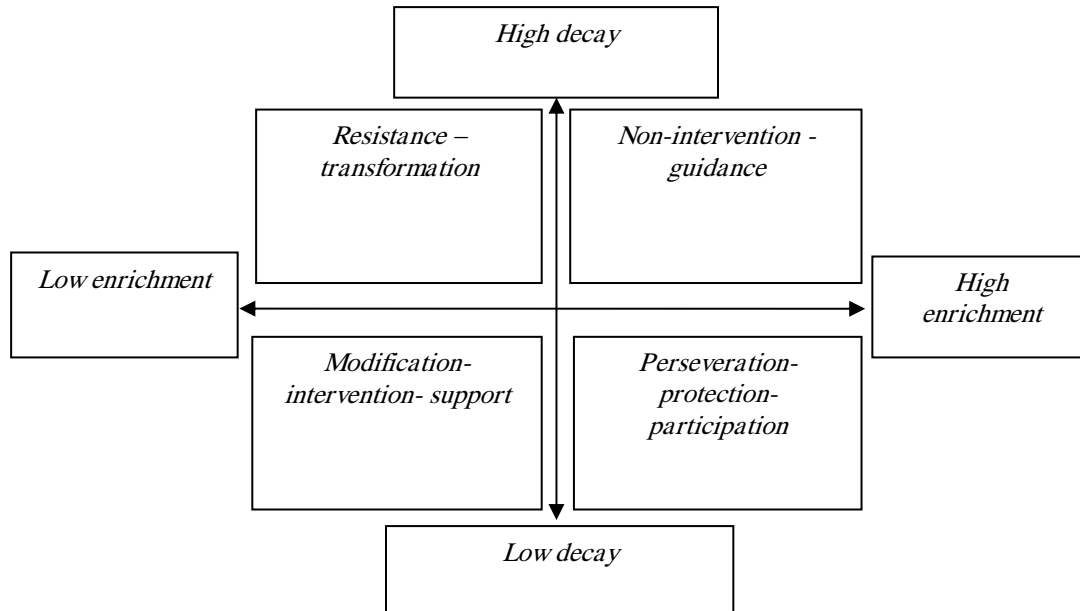 High decay
Resistance –
transformation
Non-intervention -
guidance
Low enrichment
High
enrichment
Modification-
intervention- support
Perseveration-
protection-
participation
Low decay